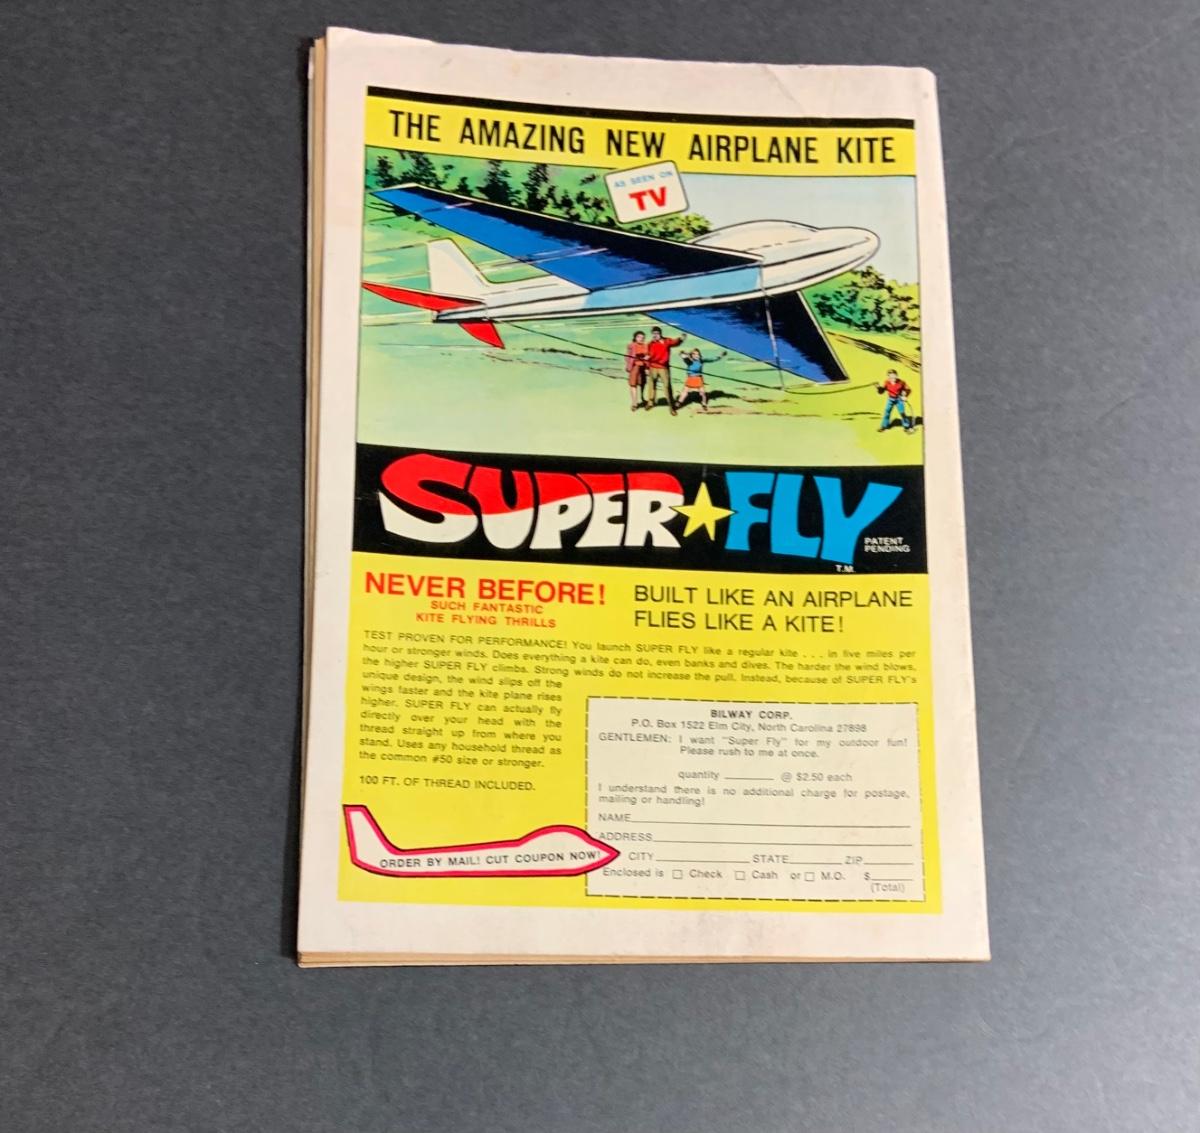 THE AMAZING NEW AIRPLANE KITE
AS SEEN ON
TV
SUPER FLY
PATENT
PENDING
T.M.
NEVER BEFORE!
SUCH FANTASTIC
KITE FLYING THRILLS
BUILT LIKE AN AIRPLANE
FLIES LIKE A KITE!
TEST PROVEN FOR PERFORMANCE! You launch SUPER FLY like a regular kite . . . in five miles per
hour or stronger winds. Does everything a kite can do, even banks and dives. The harder the wind blows,
the higher SUPER FLY climbs. Strong winds do not increase the pull. Instead, because of SUPER FLY's
unique design, the wind slips off the
wings faster and the kite plane rises
higher. SUPER FLY can actually fly
directly over your head with the
thread straight up from where you
stand. Uses any household thread as
the common #50 size or stronger.
100 FT. OF THREAD INCLUDED.
ORDER BY MAIL! CUT COUPON NOW!
BILWAY CORP.
P.O. Box 1522 Elm City, North Carolina 27898
GENTLEMEN: I want "Super Fly" for my outdoor fun!
Please rush to me at once.
quantity ________ @ $2.50 each
I understand there is no additional charge for postage,
mailing or handling!
NAME
ADDRESS
CITY STATE ZIP
Enclosed is ☐ Check ☐ Cash or ☐ M.O. $
(Total)